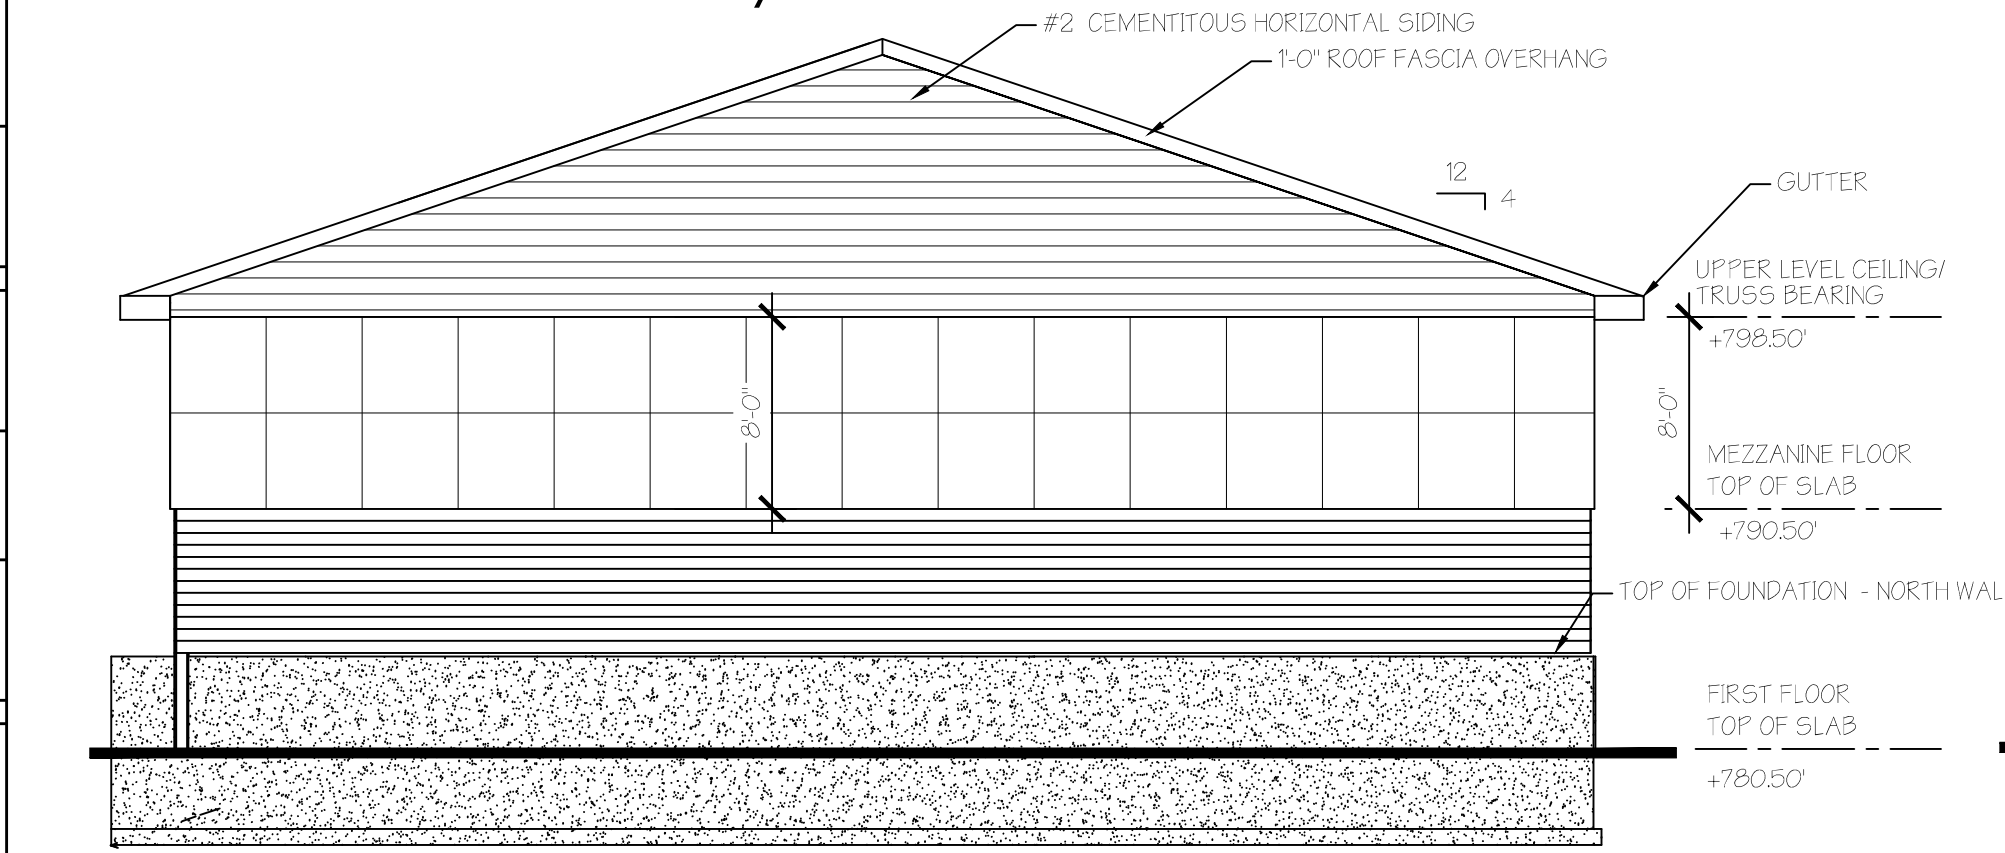 #2 CEMENTITOUS HORIZONTAL SIDING
1'-0" ROOF FASCIA OVERHANG
12
4
GUTTER
UPPER LEVEL CEILING/
TRUSS BEARING
+798.50'
8'-0"
8'-0"
MEZZANINE FLOOR
TOP OF SLAB
+790.50'
TOP OF FOUNDATION - NORTH WAL
FIRST FLOOR
TOP OF SLAB
+780.50'